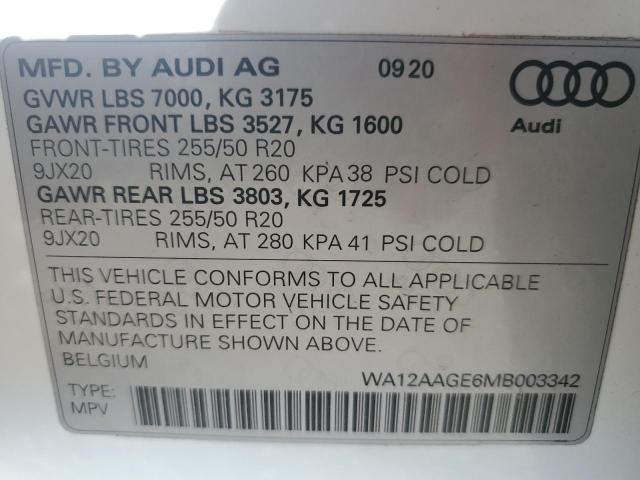 MFD. BY AUDI AG 0920
GVWR LBS 7000, KG 3175
GAWR FRONT LBS 3527, KG 1600
Audi
FRONT-TIRES 255/50 R20
9JX20 RIMS, AT 260 KPA 38 PSI COLD
GAWR REAR LBS 3803, KG 1725
REAR-TIRES 255/50 R20
9JX20 RIMS, AT 280 KPA 41 PSI COLD
THIS VEHICLE CONFORMS TO ALL APPLICABLE
U.S. FEDERAL MOTOR VEHICLE SAFETY
STANDARDS IN EFFECT ON THE DATE OF
MANUFACTURE SHOWN ABOVE.
BELGIUM
WA12AAGE6MB003342
TYPE:
MPV